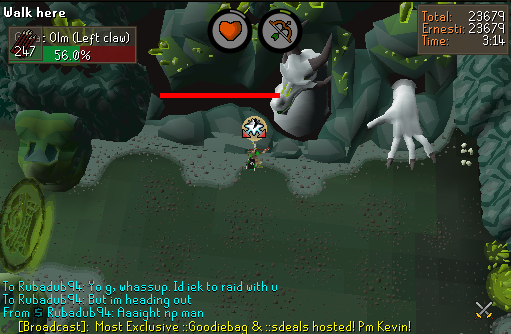 Walk here
: Olm (Left claw)
247 56.0%
Total: 23679
Ernestr: 23679
Time: 3:14
To Rubadub94: Yo g, whassup. Id iek to raid with u
To Rubadub94: But im heading out
From S Rubadub94: Aaaight np man
[Broadcast]: Most Exclusive ::Goodiebag & ::sdeals hosted! Pm Kevin!